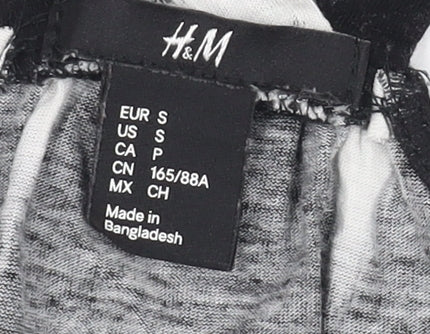 H&M
EUR S
US S
CA P
CN 165/88A
MX CH
Made in
Bangladesh